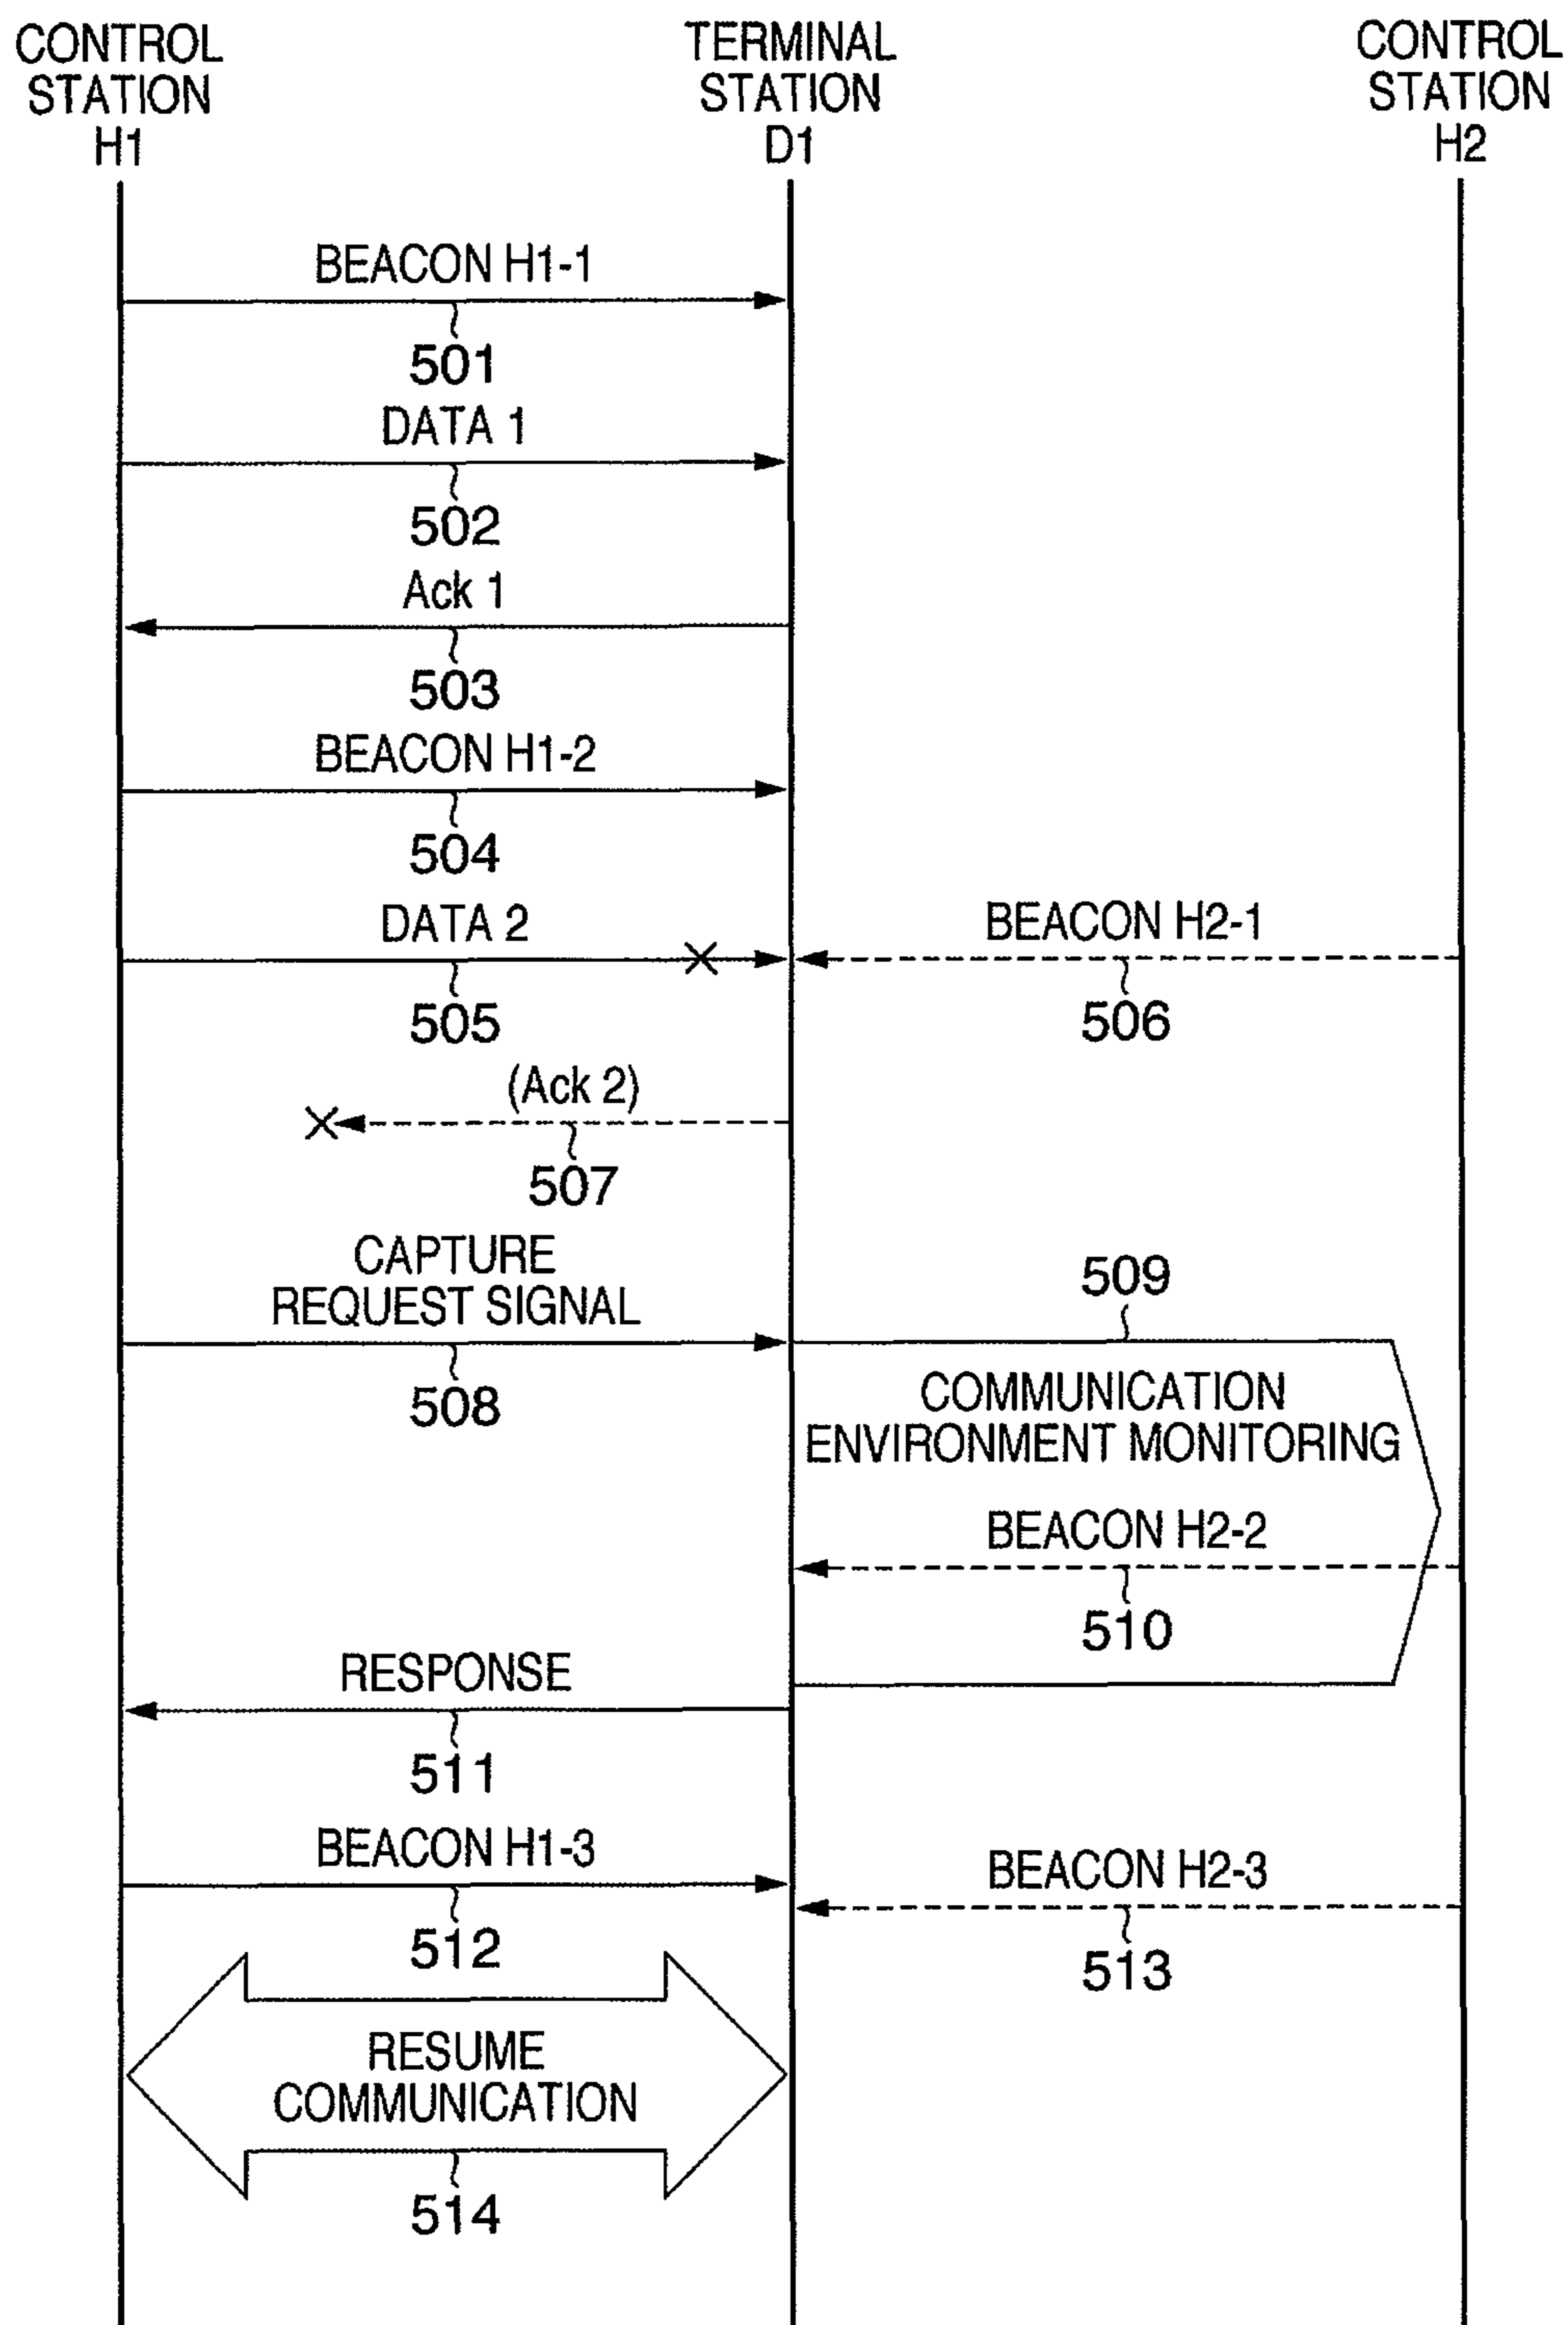 CONTROL
STATION
H1
TERMINAL
STATION
D1
CONTROL
STATION
H2
BEACON H1-1
501
DATA 1
502
Ack 1
503
BEACON H1-2
504
DATA 2
505
BEACON H2-1
506
(Ack 2)
507
CAPTURE
REQUEST SIGNAL
508
509
COMMUNICATION
ENVIRONMENT MONITORING
BEACON H2-2
510
RESPONSE
511
BEACON H1-3
512
BEACON H2-3
513
RESUME
COMMUNICATION
514